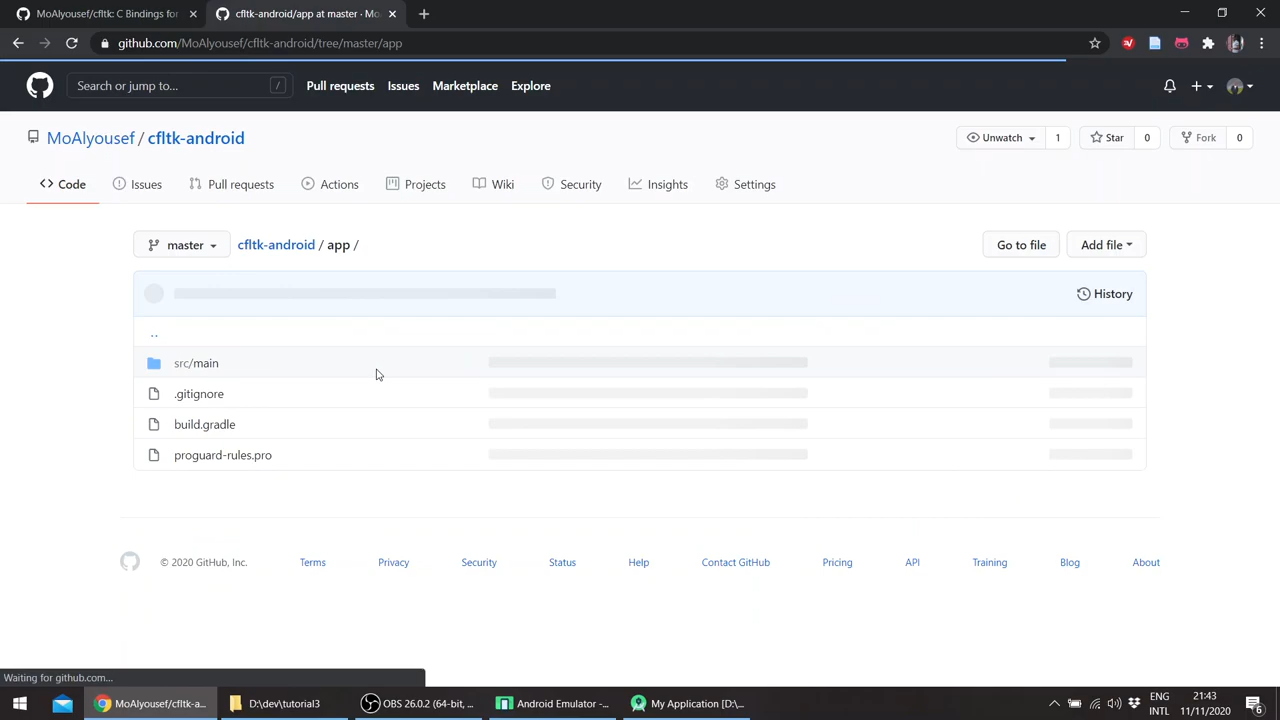 MoAlyousef/cfltk: C Bindings for
cfltk-android/app at master · Mo
github.com/MoAlyousef/cfltk-android/tree/master/app
Search or jump to...
/
Pull requests
Issues
Marketplace
Explore
MoAlyousef / cfltk-android
Unwatch
1
Star
0
Fork
0
Code
Issues
Pull requests
Actions
Projects
Wiki
Security
Insights
Settings
master
cfltk-android / app /
Go to file
Add file
History
..
src/main
.gitignore
build.gradle
proguard-rules.pro
© 2020 GitHub, Inc.
Terms
Privacy
Security
Status
Help
Contact GitHub
Pricing
API
Training
Blog
About
Waiting for github.com...
MoAlyousef/cfltk-a...
D:\dev\tutorial3
OBS 26.0.2 (64-bit, ...
Android Emulator -...
My Application [D:\...
ENG
INTL
21:43
11/11/2020
6